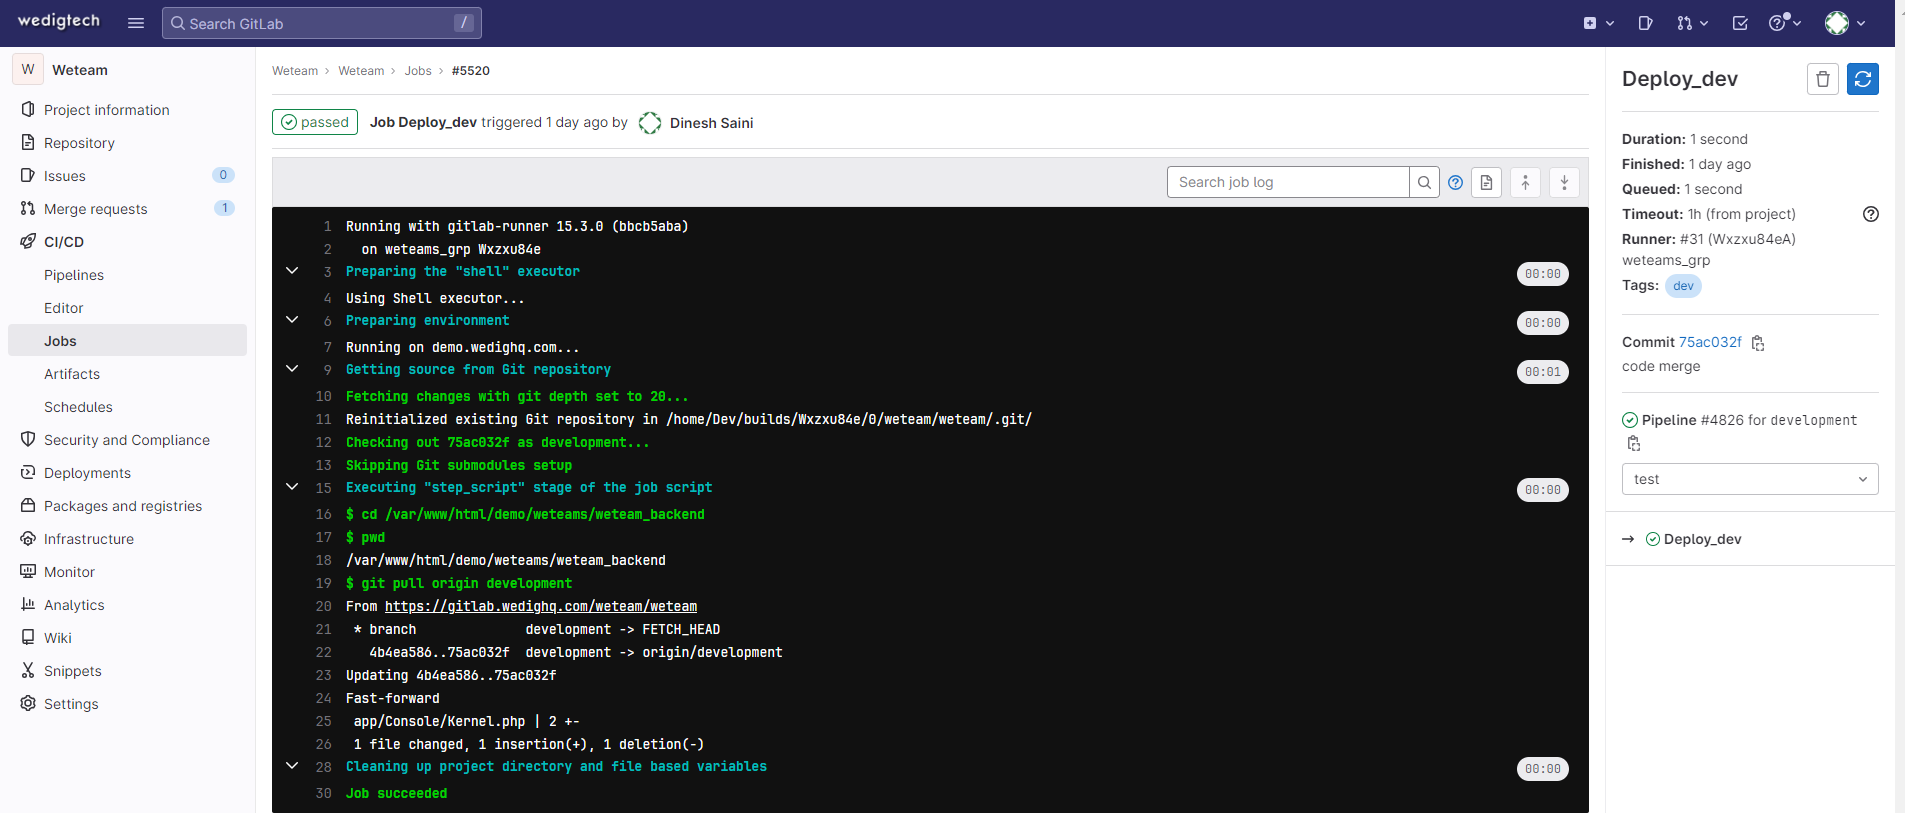 wedigtech
Search GitLab /
W Weteam
Project information
Repository
Issues 0
Merge requests 1
CI/CD
Pipelines
Editor
Jobs
Artifacts
Schedules
Security and Compliance
Deployments
Packages and registries
Infrastructure
Monitor
Analytics
Wiki
Snippets
Settings
Weteam › Weteam › Jobs › #5520
passed Job Deploy_dev triggered 1 day ago by Dinesh Saini
Search job log
1 Running with gitlab-runner 15.3.0 (bbcb5aba)
2 on weteams_grp Wxzxu84e
3 Preparing the "shell" executor 00:00
4 Using Shell executor...
6 Preparing environment 00:00
7 Running on demo.wedighq.com...
9 Getting source from Git repository 00:01
10 Fetching changes with git depth set to 20...
11 Reinitialized existing Git repository in /home/Dev/builds/Wxzxu84e/0/weteam/weteam/.git/
12 Checking out 75ac032f as development...
13 Skipping Git submodules setup
15 Executing "step_script" stage of the job script 00:00
16 $ cd /var/www/html/demo/weteams/weteam_backend
17 $ pwd
18 /var/www/html/demo/weteams/weteam_backend
19 $ git pull origin development
20 From https://gitlab.wedighq.com/weteam/weteam
21 * branch development -> FETCH_HEAD
22 4b4ea586..75ac032f development -> origin/development
23 Updating 4b4ea586..75ac032f
24 Fast-forward
25 app/Console/Kernel.php | 2 +-
26 1 file changed, 1 insertion(+), 1 deletion(-)
28 Cleaning up project directory and file based variables 00:00
30 Job succeeded
Deploy_dev
Duration: 1 second
Finished: 1 day ago
Queued: 1 second
Timeout: 1h (from project)
Runner: #31 (Wxzxu84eA)
weteams_grp
Tags: dev
Commit 75ac032f
code merge
Pipeline #4826 for development
test
→ Deploy_dev